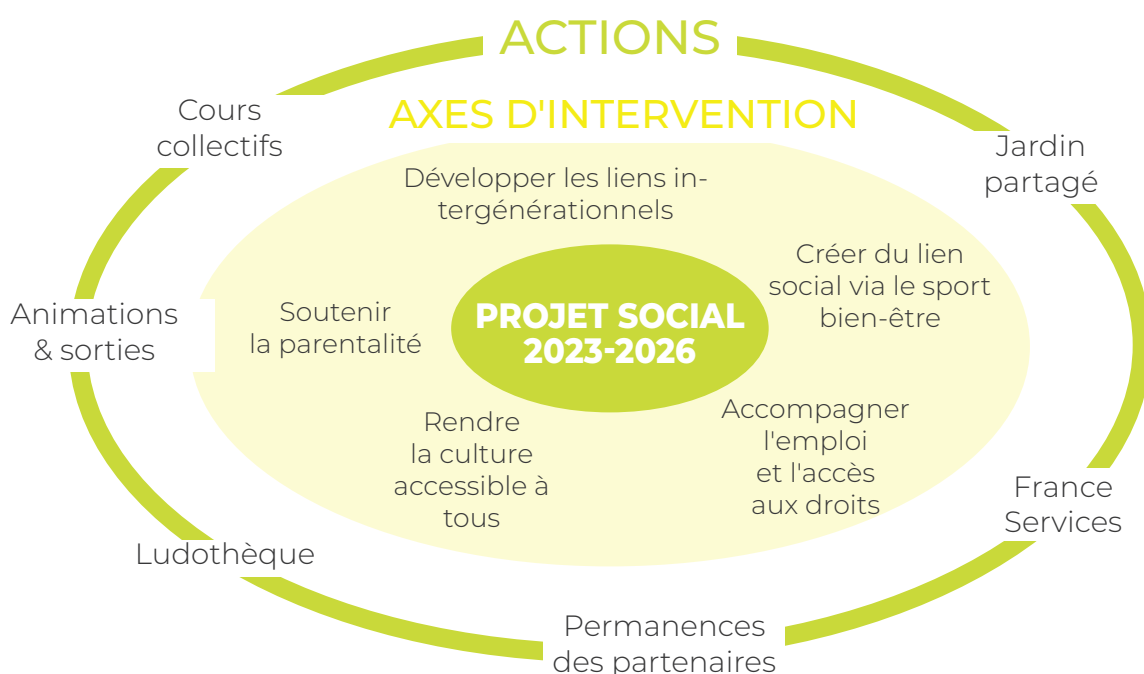 ACTIONS
AXES D'INTERVENTION
Cours
collectifs
Jardin
partagé
Développer les liens in-
tergénérationnels
Créer du lien
social via le sport
bien-être
Animations
& sorties
Soutenir
la parentalité
PROJET SOCIAL
2023-2026
Rendre
la culture
accessible à
tous
Accompagner
l'emploi
et l'accès
aux droits
France
Services
Ludothèque
Permanences
des partenaires